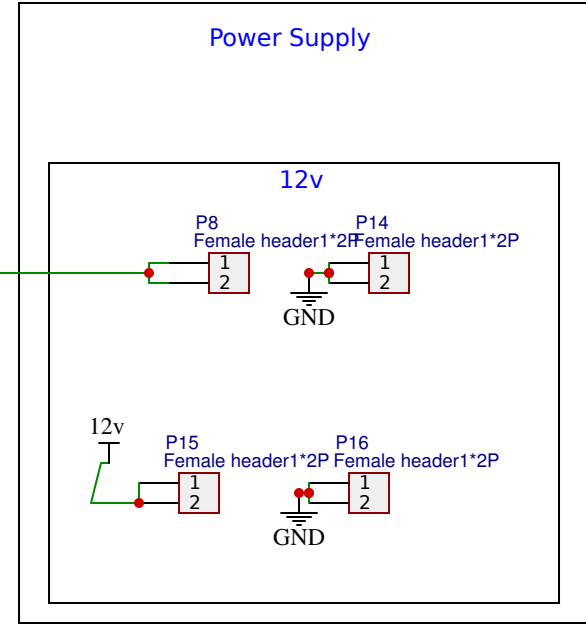 Power Supply
12v
P8
P14
Female header1*2P
Female header1*2P
1
2
1
2
GND
12v
P15
P16
Female header1*2P
Female header1*2P
1
2
1
2
GND